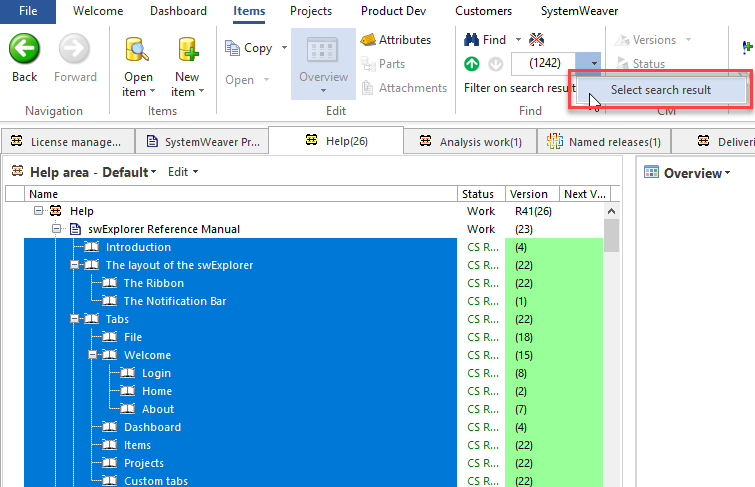 File Welcome Dashboard Items Projects Product Dev Customers SystemWeaver
Back Forward
Navigation
Open item New item
Items
Copy
Open
Overview
Attributes
Parts
Attachments
Edit
Find
(1242)
Filter on search result
Find
Versions
Status
CM
Select search result
License manage... SystemWeaver Pr... Help(26) Analysis work(1) Named releases(1) Deliveri
Help area - Default Edit
Overview
Name Status Version Next V...
Help Work R41(26)
swExplorer Reference Manual Work (23)
Introduction CS R... (4)
The layout of the swExplorer CS R... (22)
The Ribbon CS R... (22)
The Notification Bar CS R... (1)
Tabs CS R... (22)
File CS R... (18)
Welcome CS R... (15)
Login CS R... (8)
Home CS R... (2)
About CS R... (7)
Dashboard CS R... (4)
Items CS R... (22)
Projects CS R... (22)
Custom tabs CS R... (22)